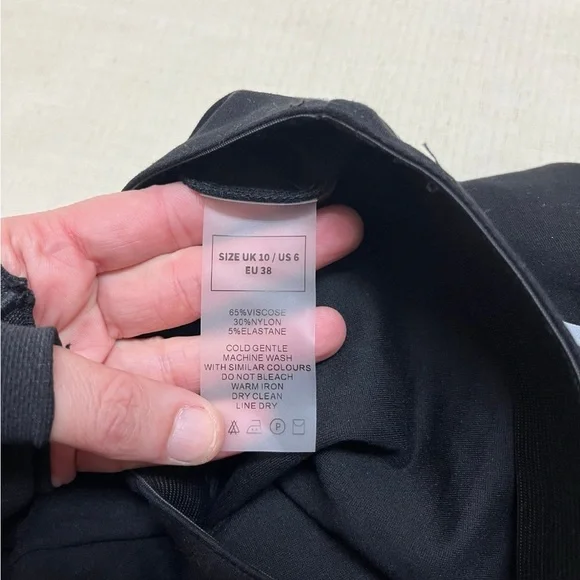 SIZE UK 10 / US 6
EU 38
65%VISCOSE
30%NYLON
5%ELASTANE
COLD GENTLE
MACHINE WASH
WITH SIMILAR COLOURS
DO NOT BLEACH
WARM IRON
DRY CLEAN
LINE DRY
P